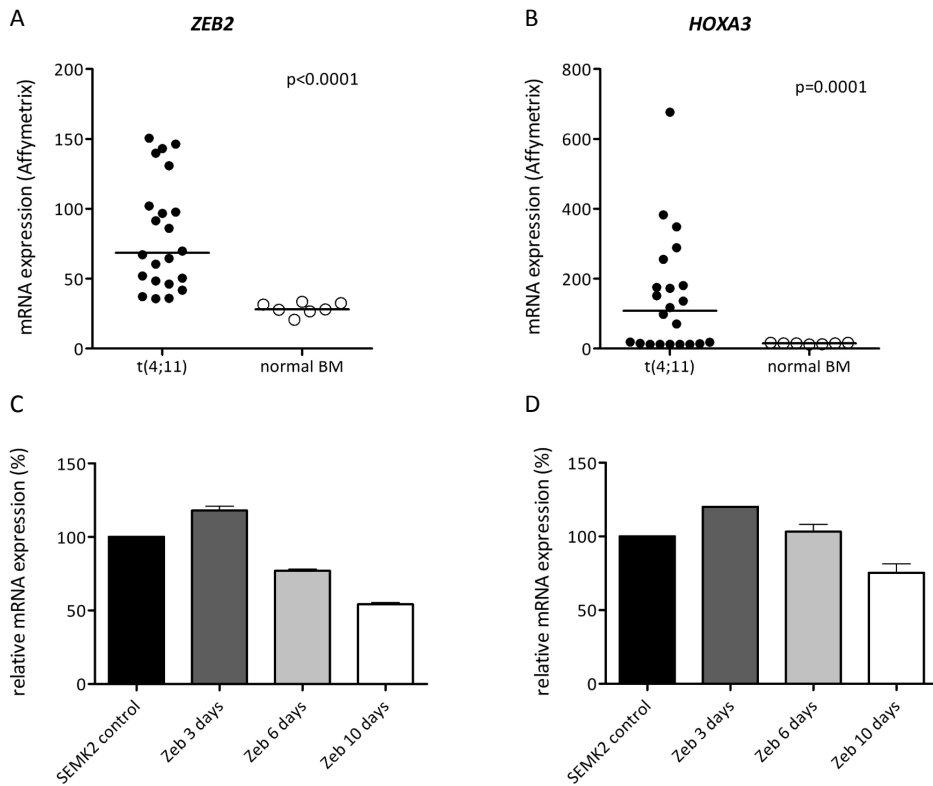 A
ZEB2
mRNA expression (Affymetrix)
200
150
100
50
0
p<0.0001
t(4;11)
normal BM
B
HOXA3
mRNA expression (Affymetrix)
800
600
400
200
0
p=0.0001
t(4;11)
normal BM
C
relative mRNA expression (%)
150
100
50
0
SEMK2 control
Zeb 3 days
Zeb 6 days
Zeb 10 days
D
relative mRNA expression (%)
150
100
50
0
SEMK2 control
Zeb 3 days
Zeb 6 days
Zeb 10 days